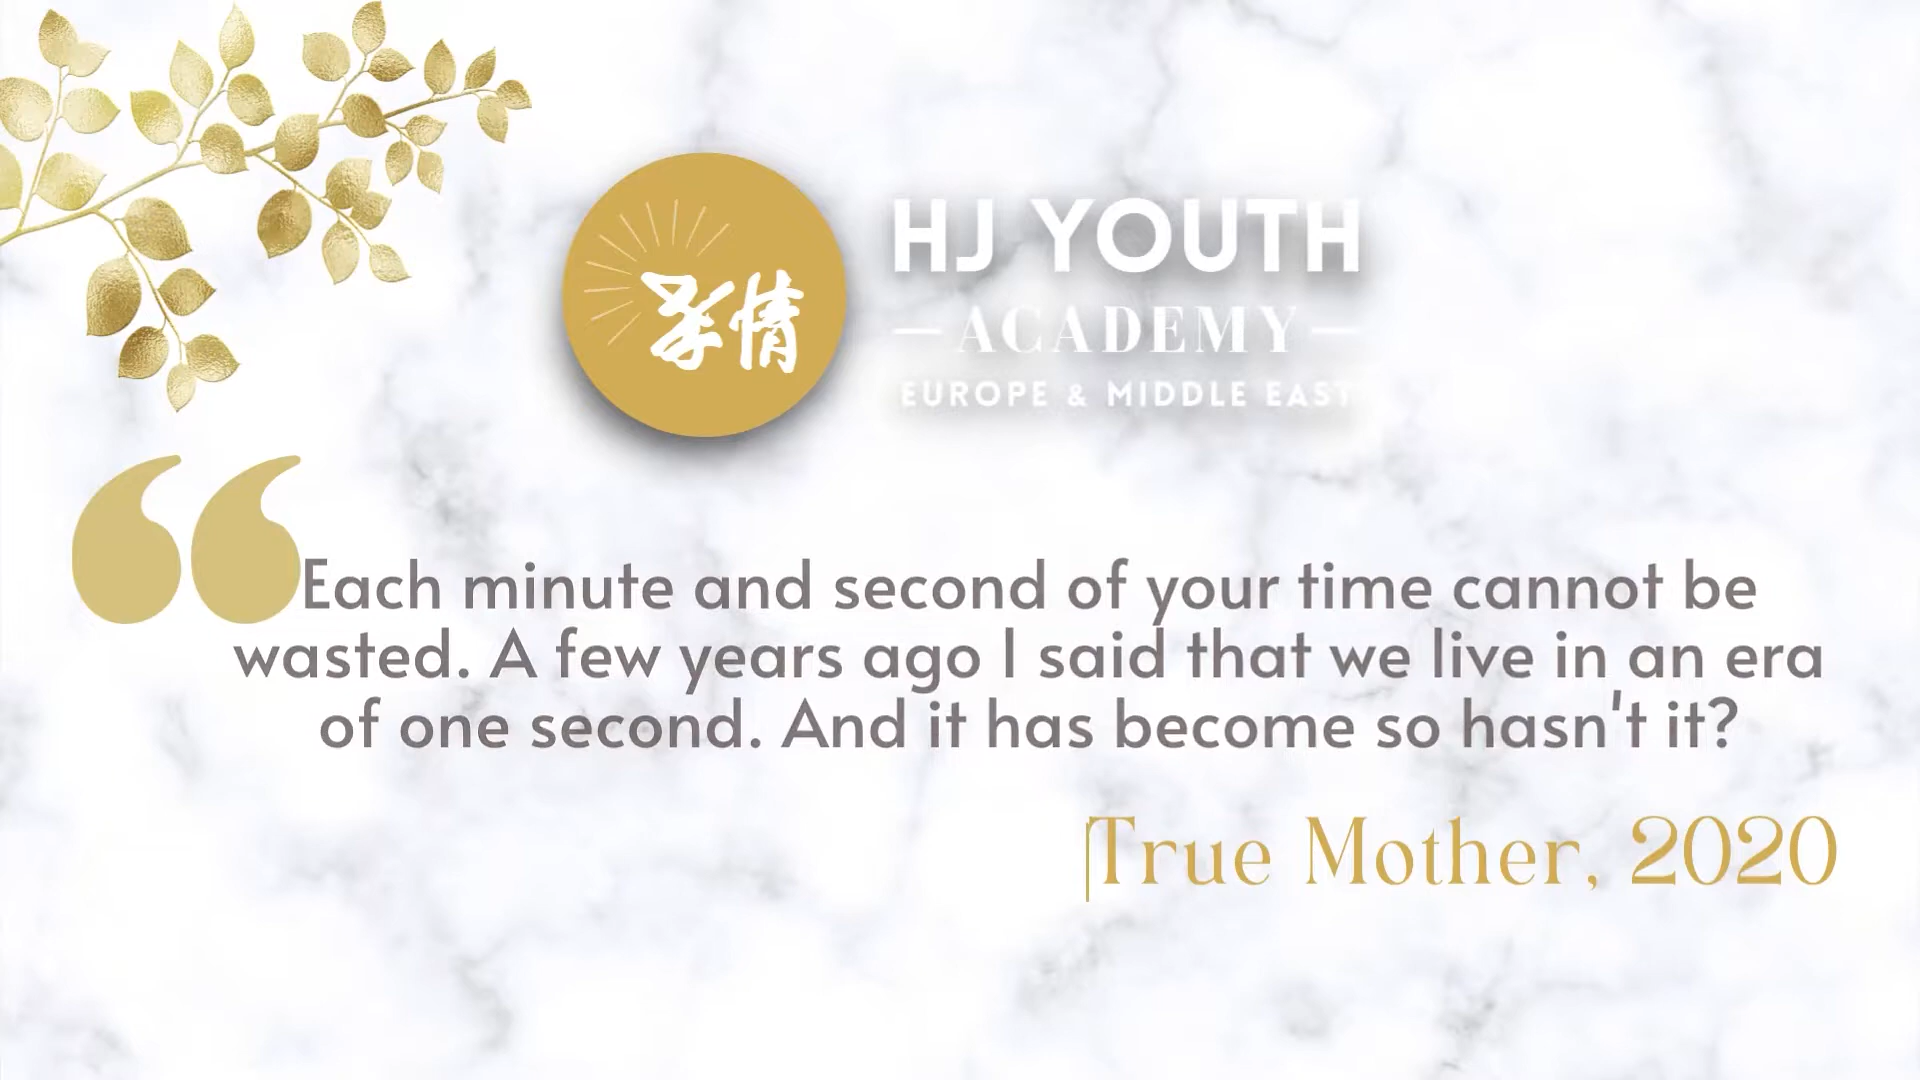 孝情
HJ YOUTH
ACADEMY
EUROPE & MIDDLE EAST
Each minute and second of your time cannot be
wasted. A few years ago I said that we live in an era
of one second. And it has become so hasn't it?
True Mother, 2020